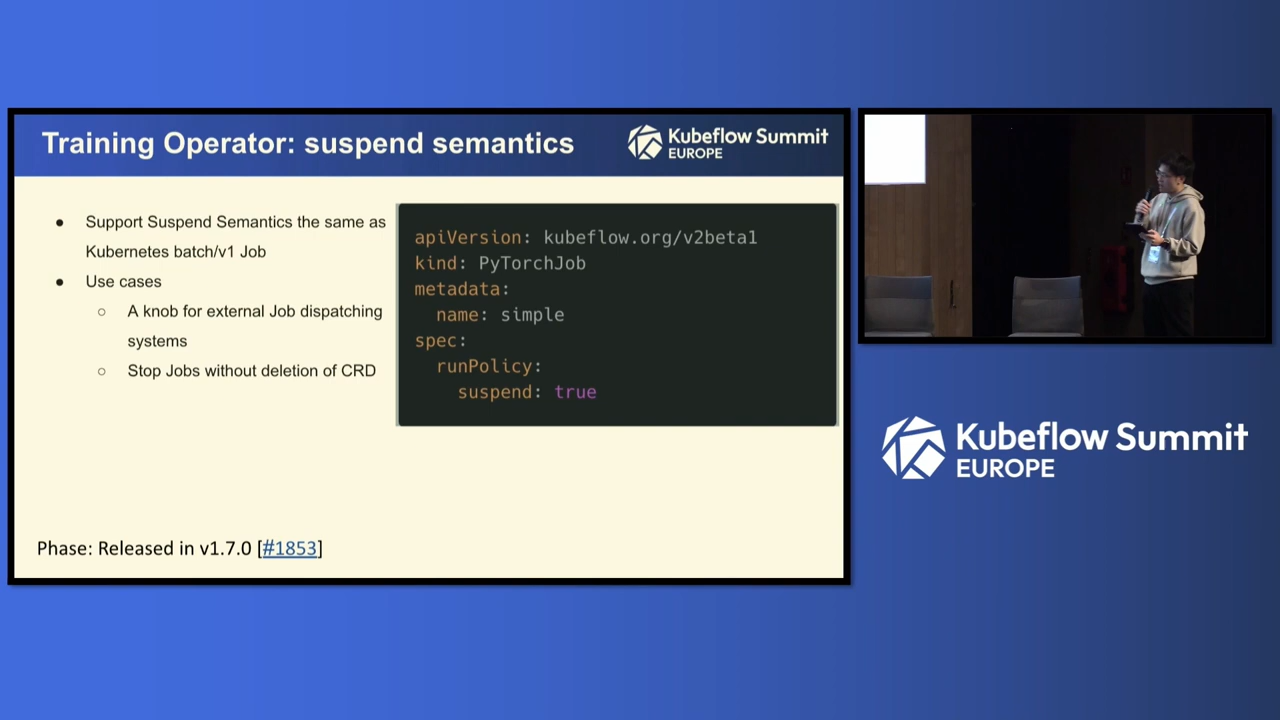 Training Operator: suspend semantics
Kubeflow Summit
EUROPE
● Support Suspend Semantics the same as
Kubernetes batch/v1 Job
● Use cases
○ A knob for external Job dispatching
systems
○ Stop Jobs without deletion of CRD
apiVersion: kubeflow.org/v2beta1
kind: PyTorchJob
metadata:
  name: simple
spec:
  runPolicy:
    suspend: true
Phase: Released in v1.7.0 [#1853]
Kubeflow Summit
EUROPE